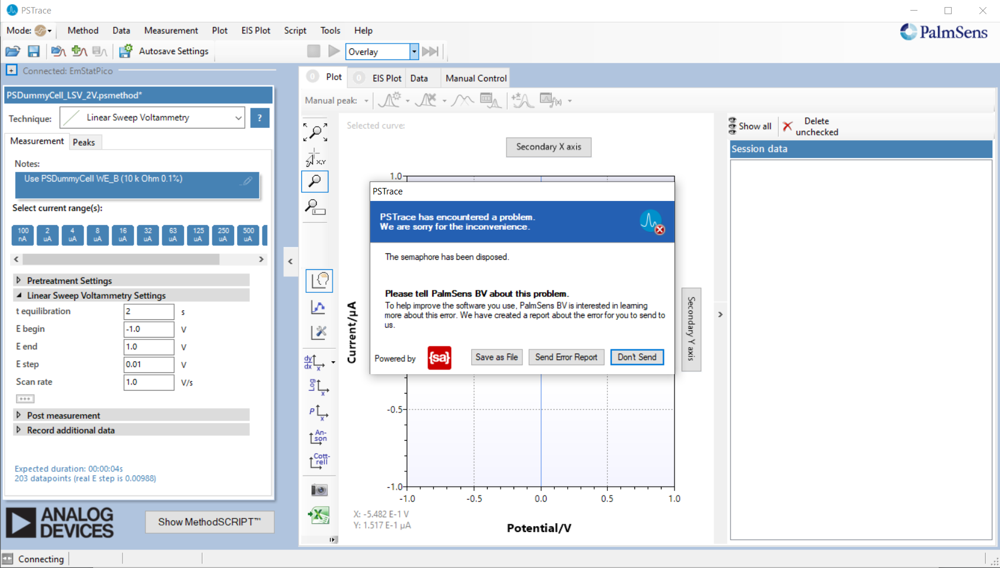 PSTrace
Mode:
Method
Data
Measurement
Plot
EIS Plot
Script
Tools
Help
PalmSens
Autosave Settings
Overlay
+ Connected: EmStatPico
PSDummyCell_LSV_2V.psmethod*
Technique:
Linear Sweep Voltammetry
?
Measurement
Peaks
Notes:
Use PSDummyCell WE_B (10 k Ohm 0.1%)
Select current range(s):
100 nA
2 uA
4 uA
8 uA
16 uA
32 uA
63 uA
125 uA
250 uA
500 uA
Pretreatment Settings
Linear Sweep Voltammetry Settings
t equilibration 2 s
E begin -1.0 V
E end 1.0 V
E step 0.01 V
Scan rate 1.0 V/s
Post measurement
Record additional data
Expected duration: 00:00:04s
203 datapoints (real E step is 0.00988)
ANALOG
DEVICES
Show MethodSCRIPT™
Connecting
0 Plot
0 EIS Plot
Data
Manual Control
Manual peak:
f(x)
Selected curve:
X,Y
dy/dx x
Log x
P x
An-
son
Cott-
rell
Secondary X axis
1.0
-0.5
-1.0
-1.0 -0.5 0.0 0.5 1.0
Current/µA
Potential/V
X: -5.482 E-1 V
Y: 1.517 E-1 µA
Secondary Y axis
PSTrace
PSTrace has encountered a problem.
We are sorry for the inconvenience.
The semaphore has been disposed.
Please tell PalmSens BV about this problem.
To help improve the software you use, PalmSens BV is interested in learning
more about this error. We have created a report about the error for you to send to
us.
Powered by
{sa}
Save as File
Send Error Report
Don't Send
Show all
Delete
unchecked
Session data